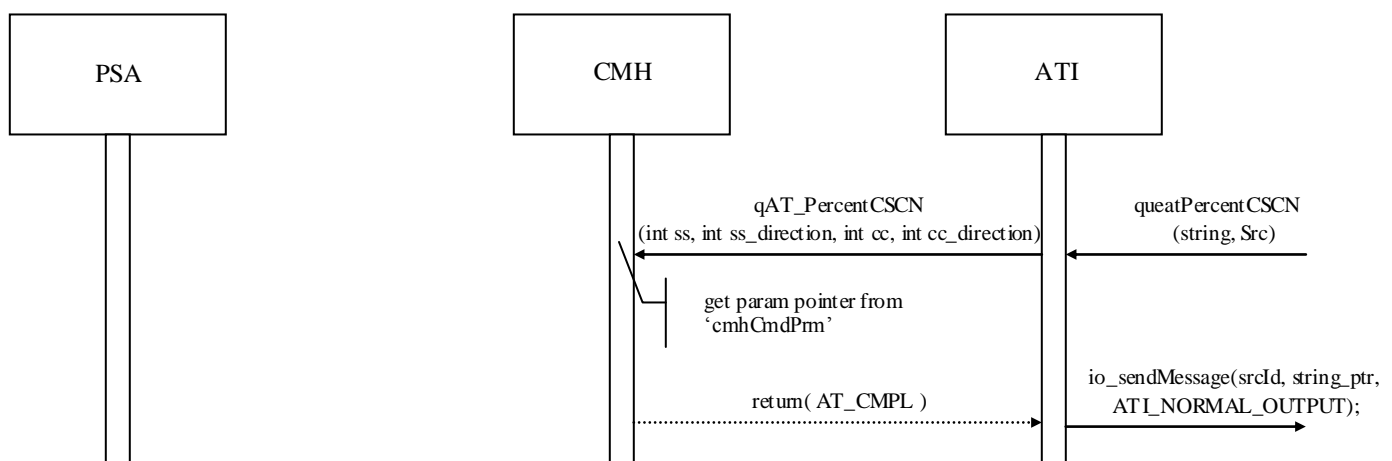 PSA
CMH
ATI
qAT_PercentCSCN
(int ss, int ss_direction, int cc, int cc_direction)
queatPercentCSCN
(string, Src)
get param pointer from
‘cmhCmdPrm’
return( AT_CMPL )
io_sendMessage(srcId, string_ptr,
ATI_NORMAL_OUTPUT);